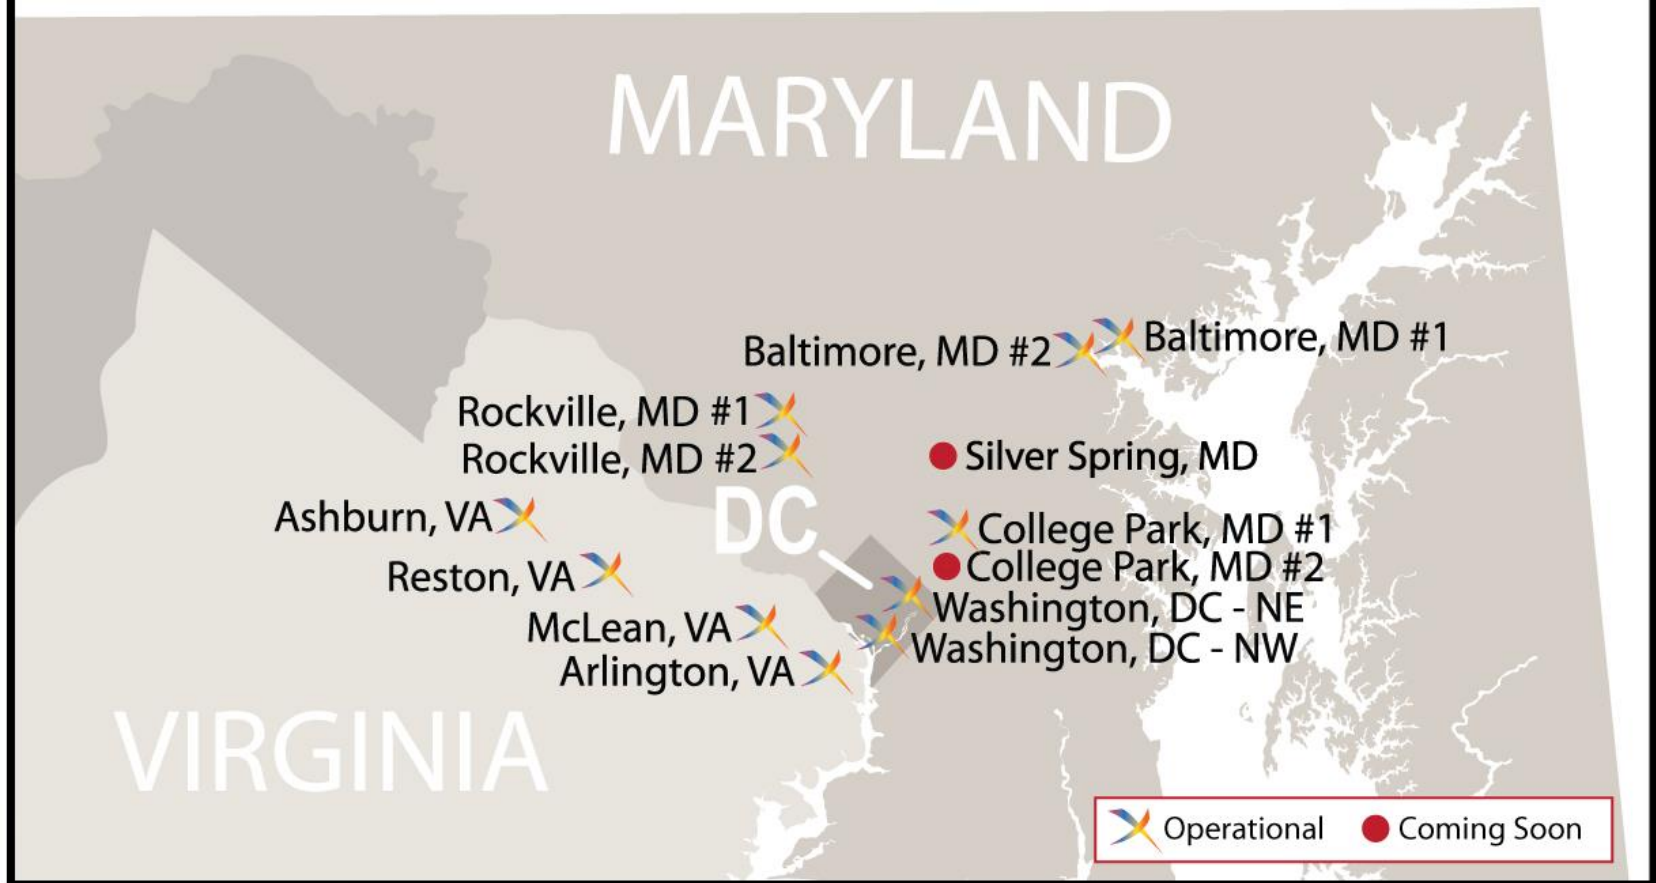 MARYLAND
Baltimore, MD #1
Baltimore, MD #2
Rockville, MD #1
Rockville, MD #2
Silver Spring, MD
DC
Ashburn, VA
College Park, MD #1
College Park, MD #2
Reston, VA
Washington, DC - NE
McLean, VA
Washington, DC - NW
Arlington, VA
VIRGINIA
Operational
Coming Soon